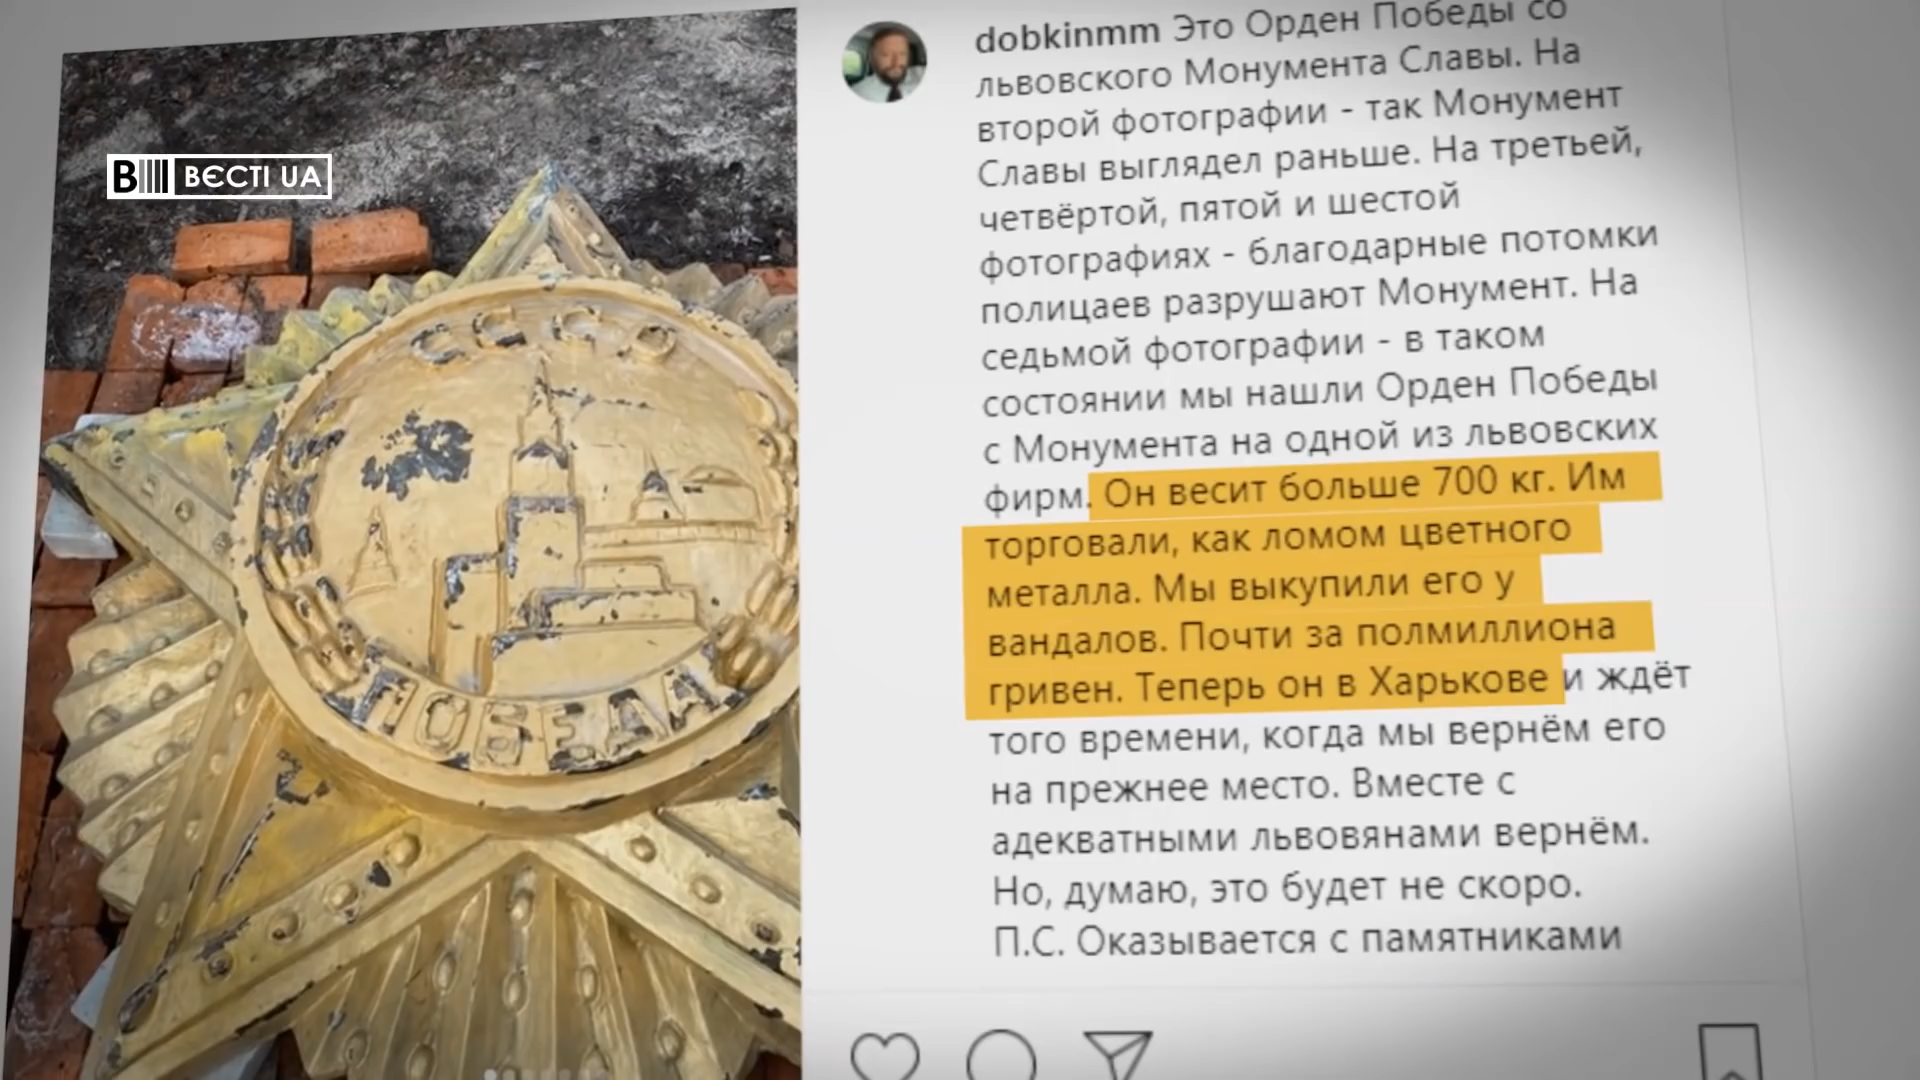 В ВЄСТІ UA
СССР
ПОБЕДА
dobkinmm Это Орден Победы со
львовского Монумента Славы. На
второй фотографии - так Монумент
Славы выглядел раньше. На третьей,
четвёртой, пятой и шестой
фотографиях - благодарные потомки
полицаев разрушают Монумент. На
седьмой фотографии - в таком
состоянии мы нашли Орден Победы
с Монумента на одной из львовских
фирм. Он весит больше 700 кг. Им
торговали, как ломом цветного
металла. Мы выкупили его у
вандалов. Почти за полмиллиона
гривен. Теперь он в Харькове и ждёт
того времени, когда мы вернём его
на прежнее место. Вместе с
адекватными львовянами вернём.
Но, думаю, это будет не скоро.
П.С. Оказывается с памятниками